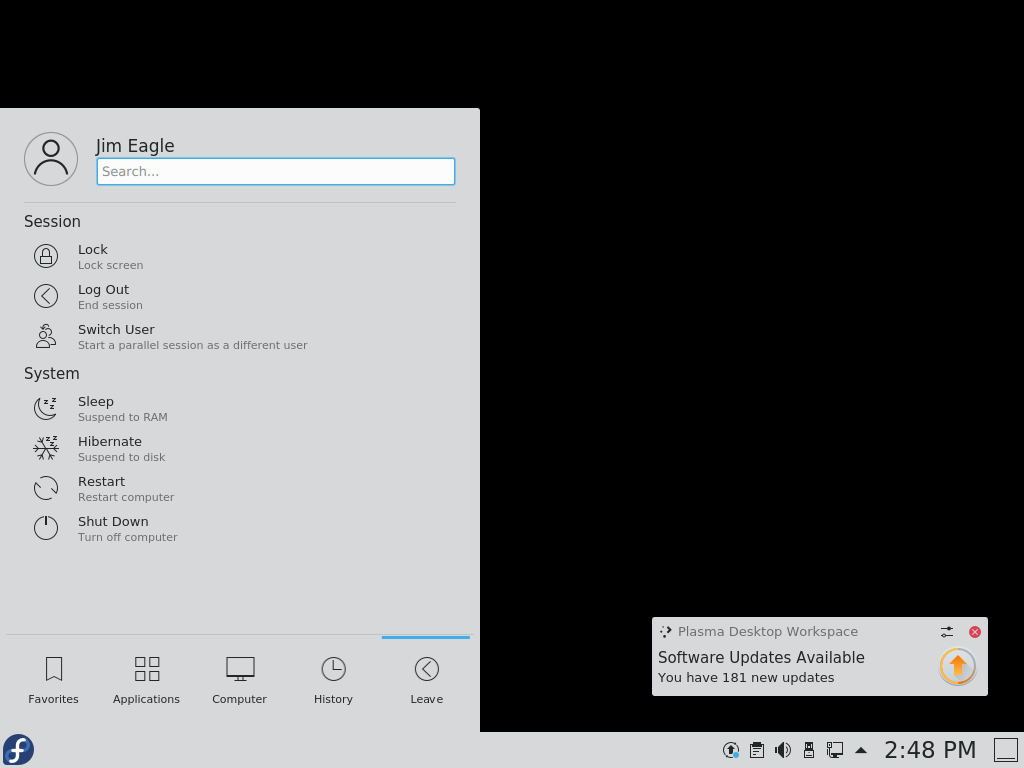 Jim Eagle
Search...
Session
Lock
Lock screen
Log Out
End session
Switch User
Start a parallel session as a different user
System
Sleep
Suspend to RAM
Hibernate
Suspend to disk
Restart
Restart computer
Shut Down
Turn off computer
Favorites
Applications
Computer
History
Leave
Plasma Desktop Workspace
Software Updates Available
You have 181 new updates
2:48 PM